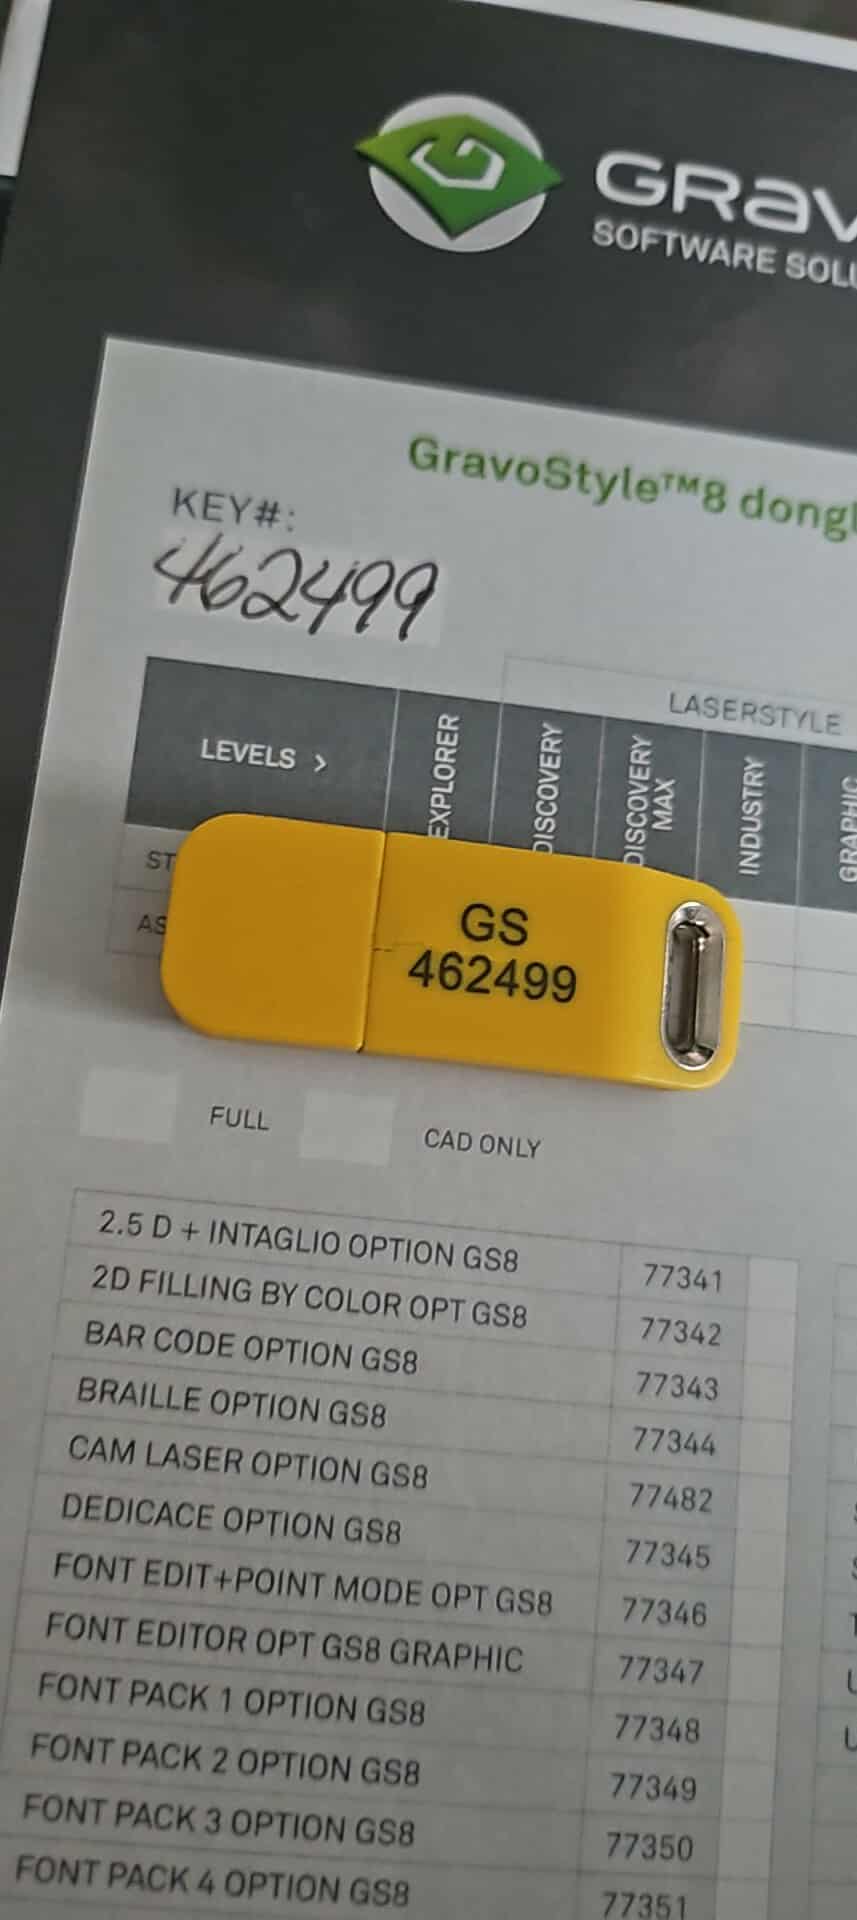 GRAV
SOFTWARE SOLU
GravoStyle™8 dongl
KEY#:
462499
LASERSTYLE
LEVELS >
EXPLORER
DISCOVERY
DISCOVERY MAX
INDUSTRY
GRAPHIC
ST
AS
GS
462499
FULL
CAD ONLY
2.5 D + INTAGLIO OPTION GS8 77341
2D FILLING BY COLOR OPT GS8 77342
BAR CODE OPTION GS8 77343
BRAILLE OPTION GS8 77344
CAM LASER OPTION GS8 77482
DEDICACE OPTION GS8 77345
FONT EDIT+POINT MODE OPT GS8 77346
FONT EDITOR OPT GS8 GRAPHIC 77347
FONT PACK 1 OPTION GS8 77348
FONT PACK 2 OPTION GS8 77349
FONT PACK 3 OPTION GS8 77350
FONT PACK 4 OPTION GS8 77351